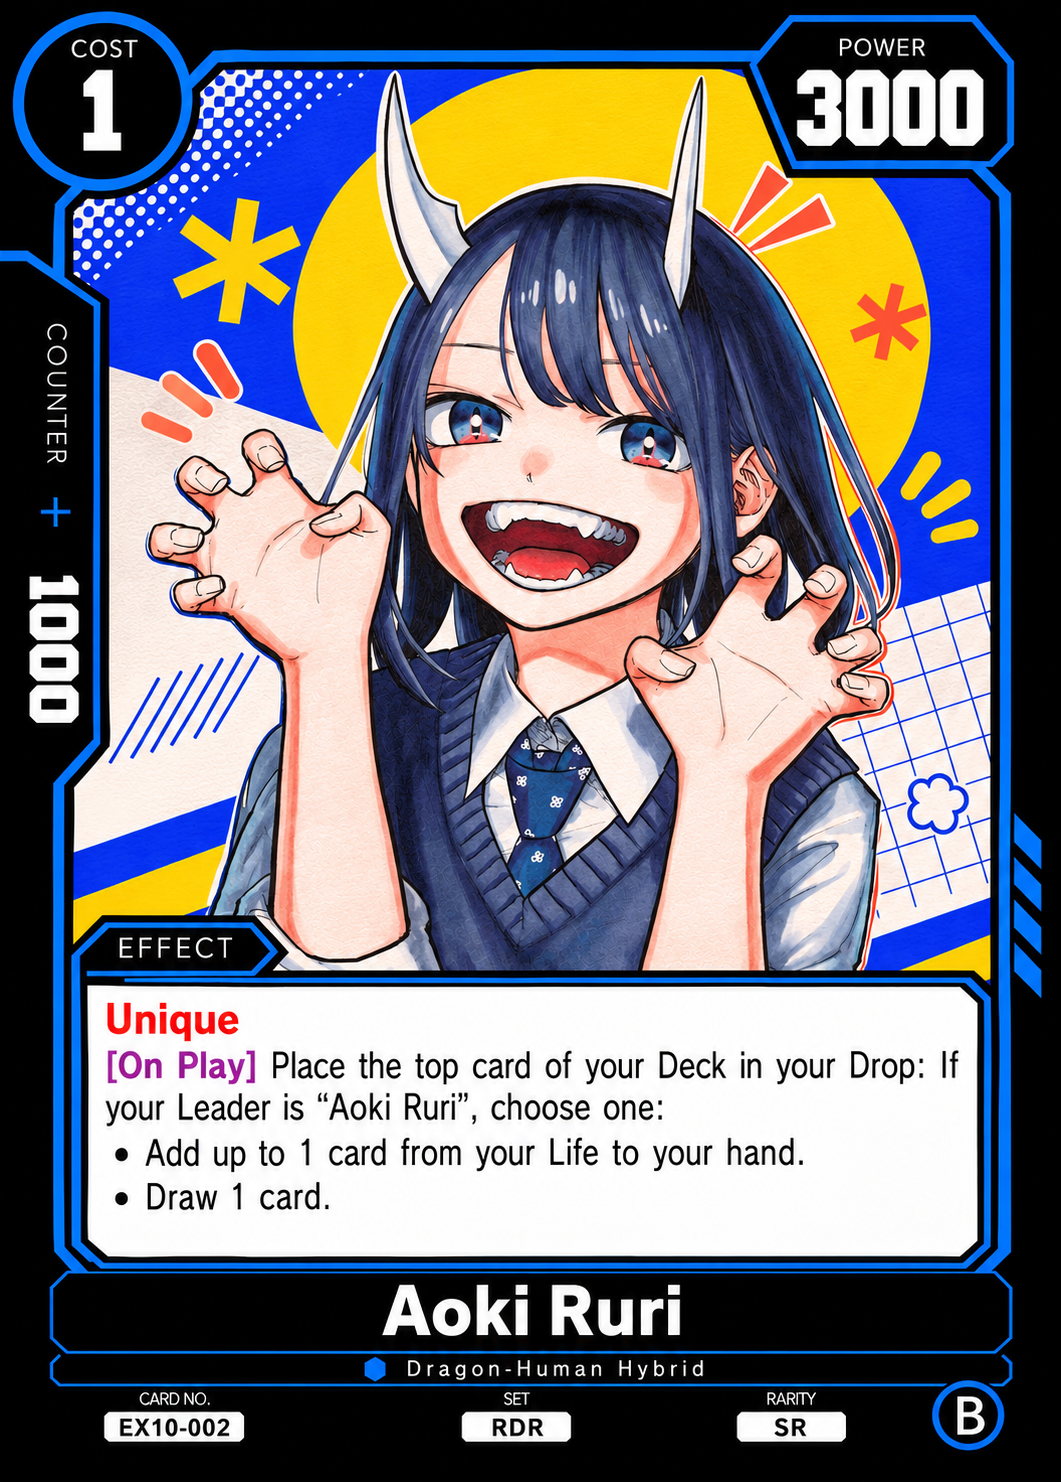 COST
1
POWER
3000
COUNTER
+
1000
EFFECT
Unique
[On Play] Place the top card of your Deck in your Drop: If
your Leader is “Aoki Ruri”, choose one:
• Add up to 1 card from your Life to your hand.
• Draw 1 card.
Aoki Ruri
Dragon-Human Hybrid
CARD NO.
EX10-002
SET
RDR
RARITY
SR
B